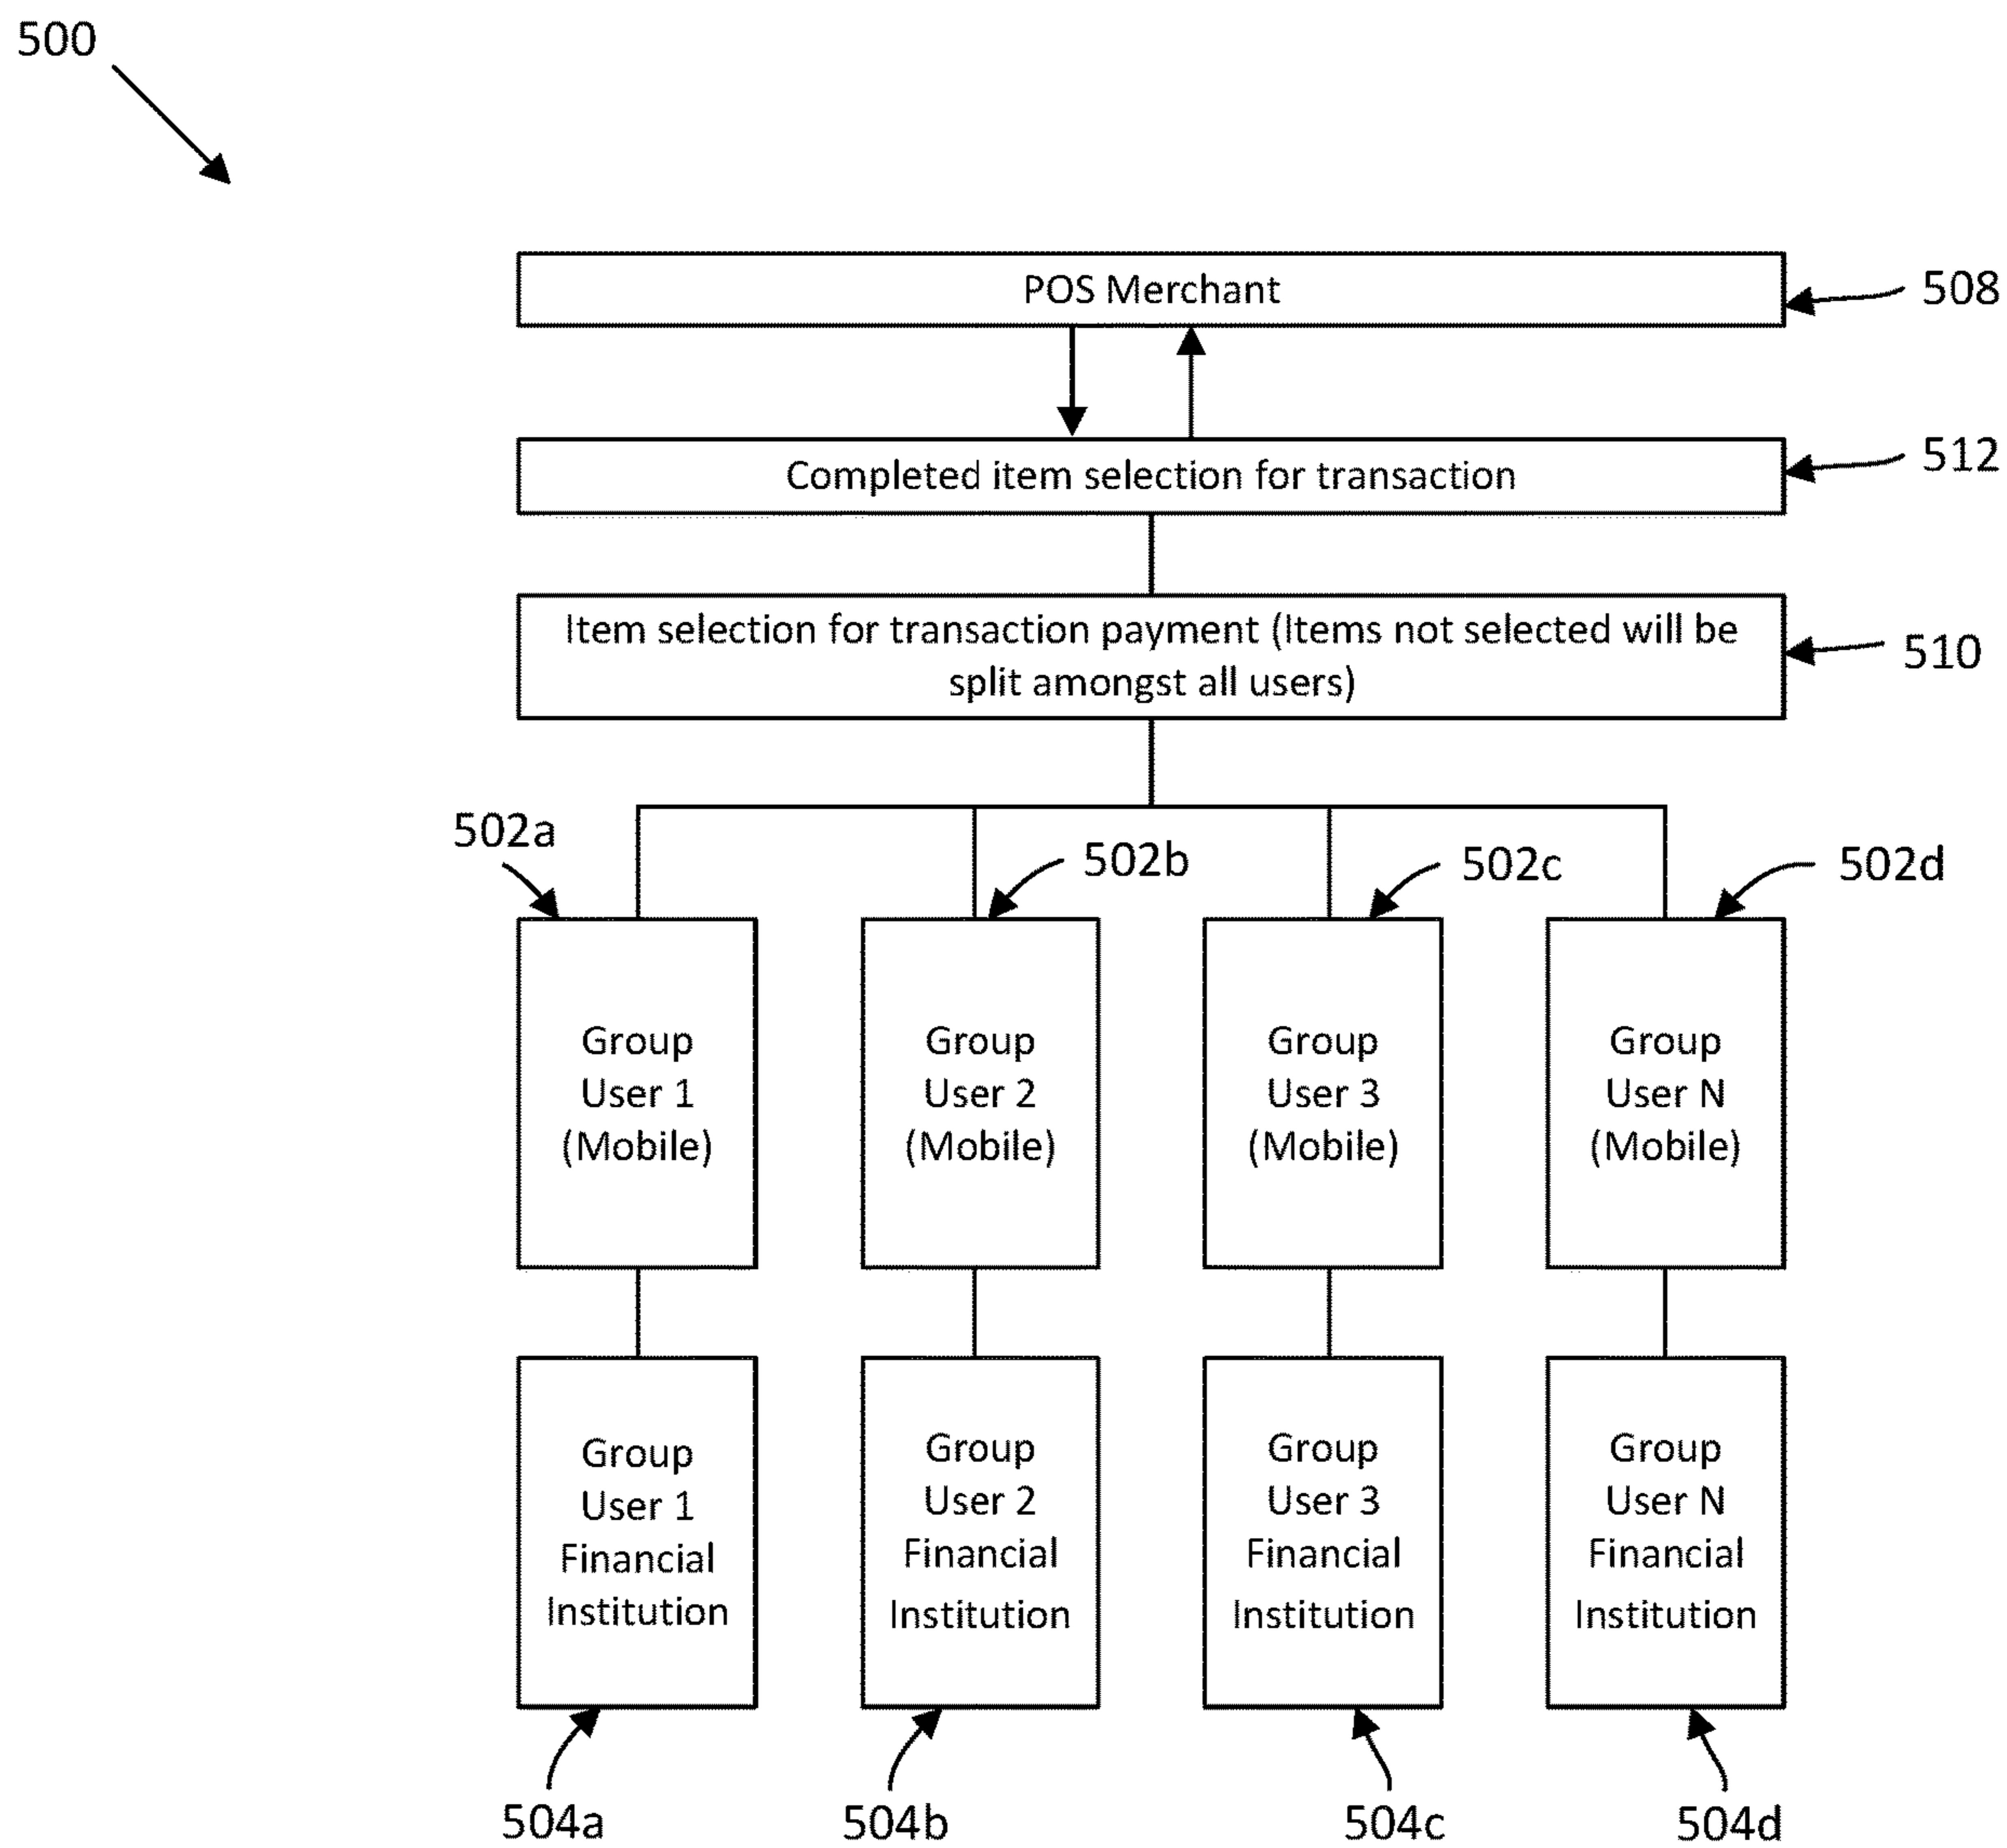 500
POS Merchant
508
Completed item selection for transaction
512
Item selection for transaction payment (Items not selected will be
split amongst all users)
510
502a
502b
502c
502d
Group
User 1
(Mobile)
Group
User 2
(Mobile)
Group
User 3
(Mobile)
Group
User N
(Mobile)
Group
User 1
Financial
Institution
Group
User 2
Financial
Institution
Group
User 3
Financial
Institution
Group
User N
Financial
Institution
504a
504b
504c
504d